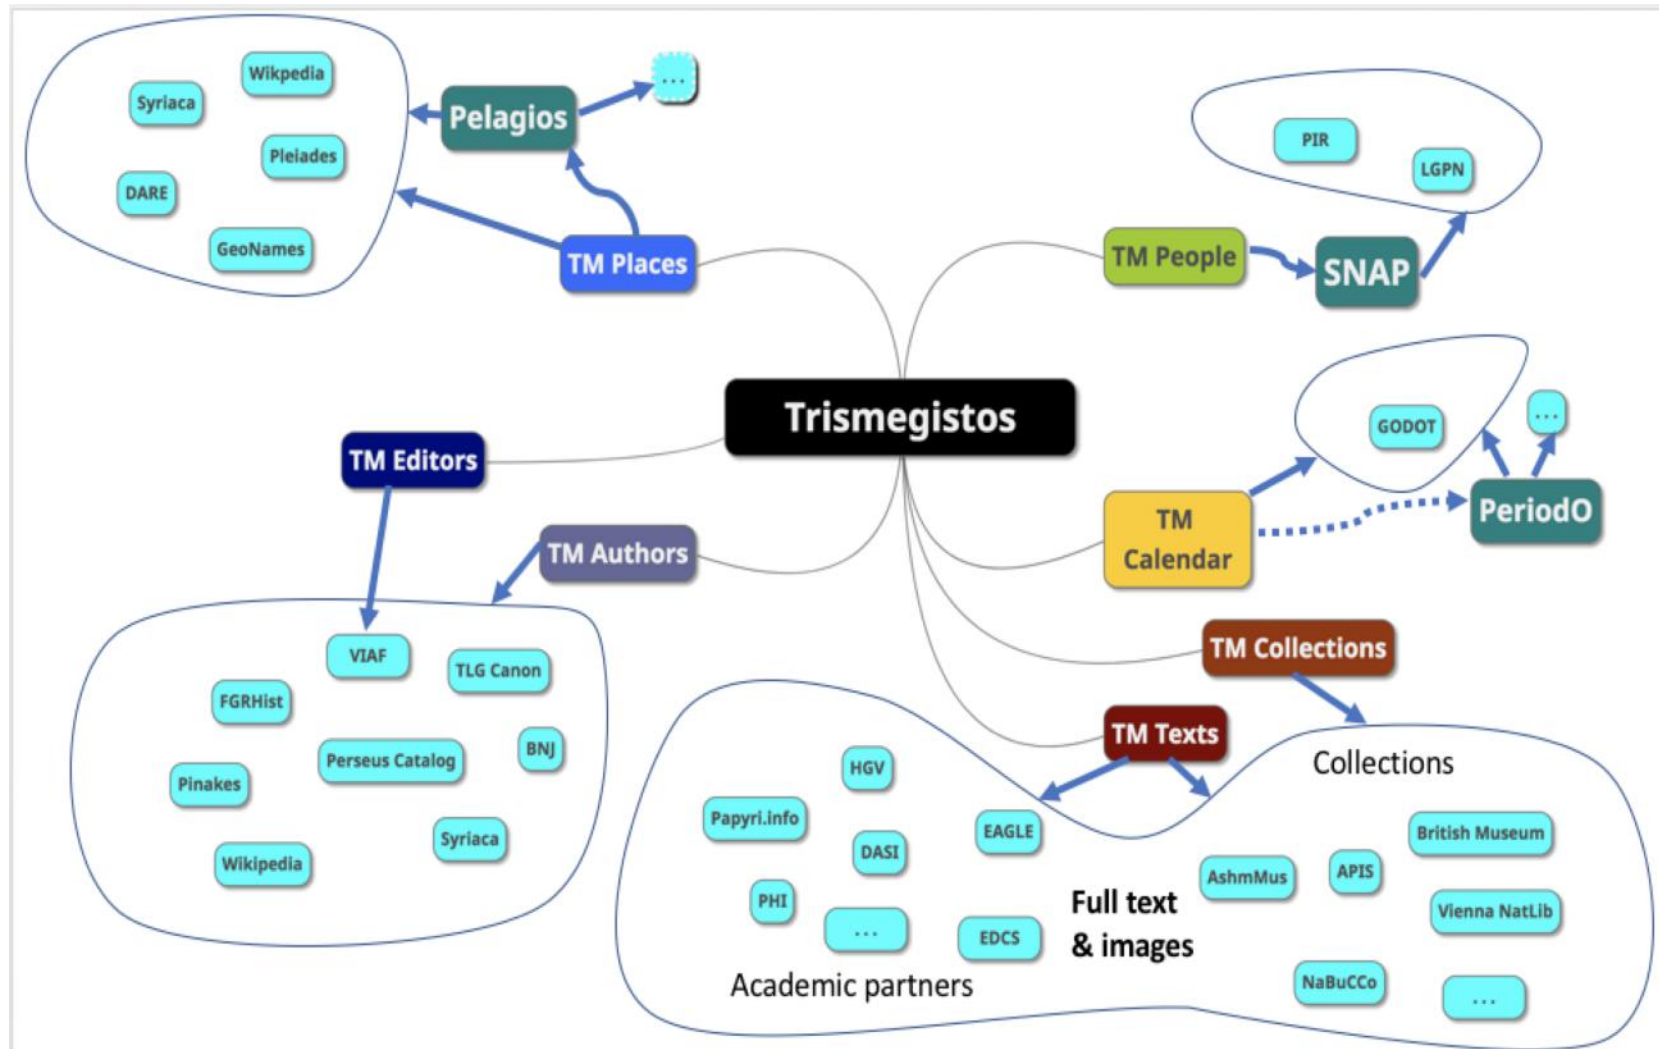 Wikpedia
Syriaca
Pleiades
DARE
GeoNames
Pelagios
...
TM Places
PIR
LGPN
TM People
SNAP
Trismegistos
GODOT
...
PeriodO
TM
Calendar
TM Editors
TM Authors
VIAF
TLG Canon
FGRHist
BNJ
Perseus Catalog
Pinakes
Syriaca
Wikipedia
TM Collections
TM Texts
Collections
HGV
Papyri.info
EAGLE
DASI
PHI
...
EDCS
Academic partners
Full text
& images
British Museum
AshmMus
APIS
Vienna NatLib
NaBuCCo
...